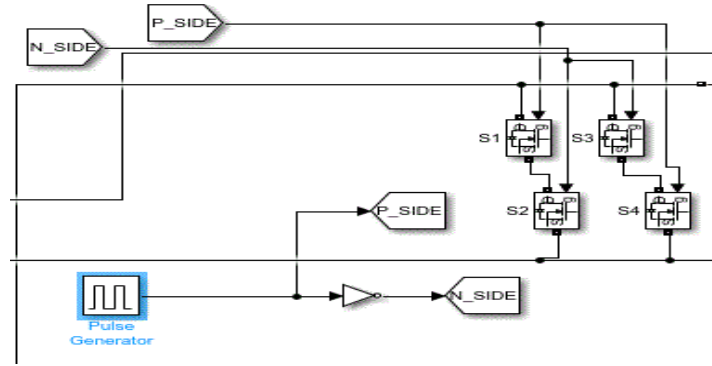 P_SIDE
N_SIDE
S1
S3
S2
S4
P_SIDE
N_SIDE
Pulse
Generator